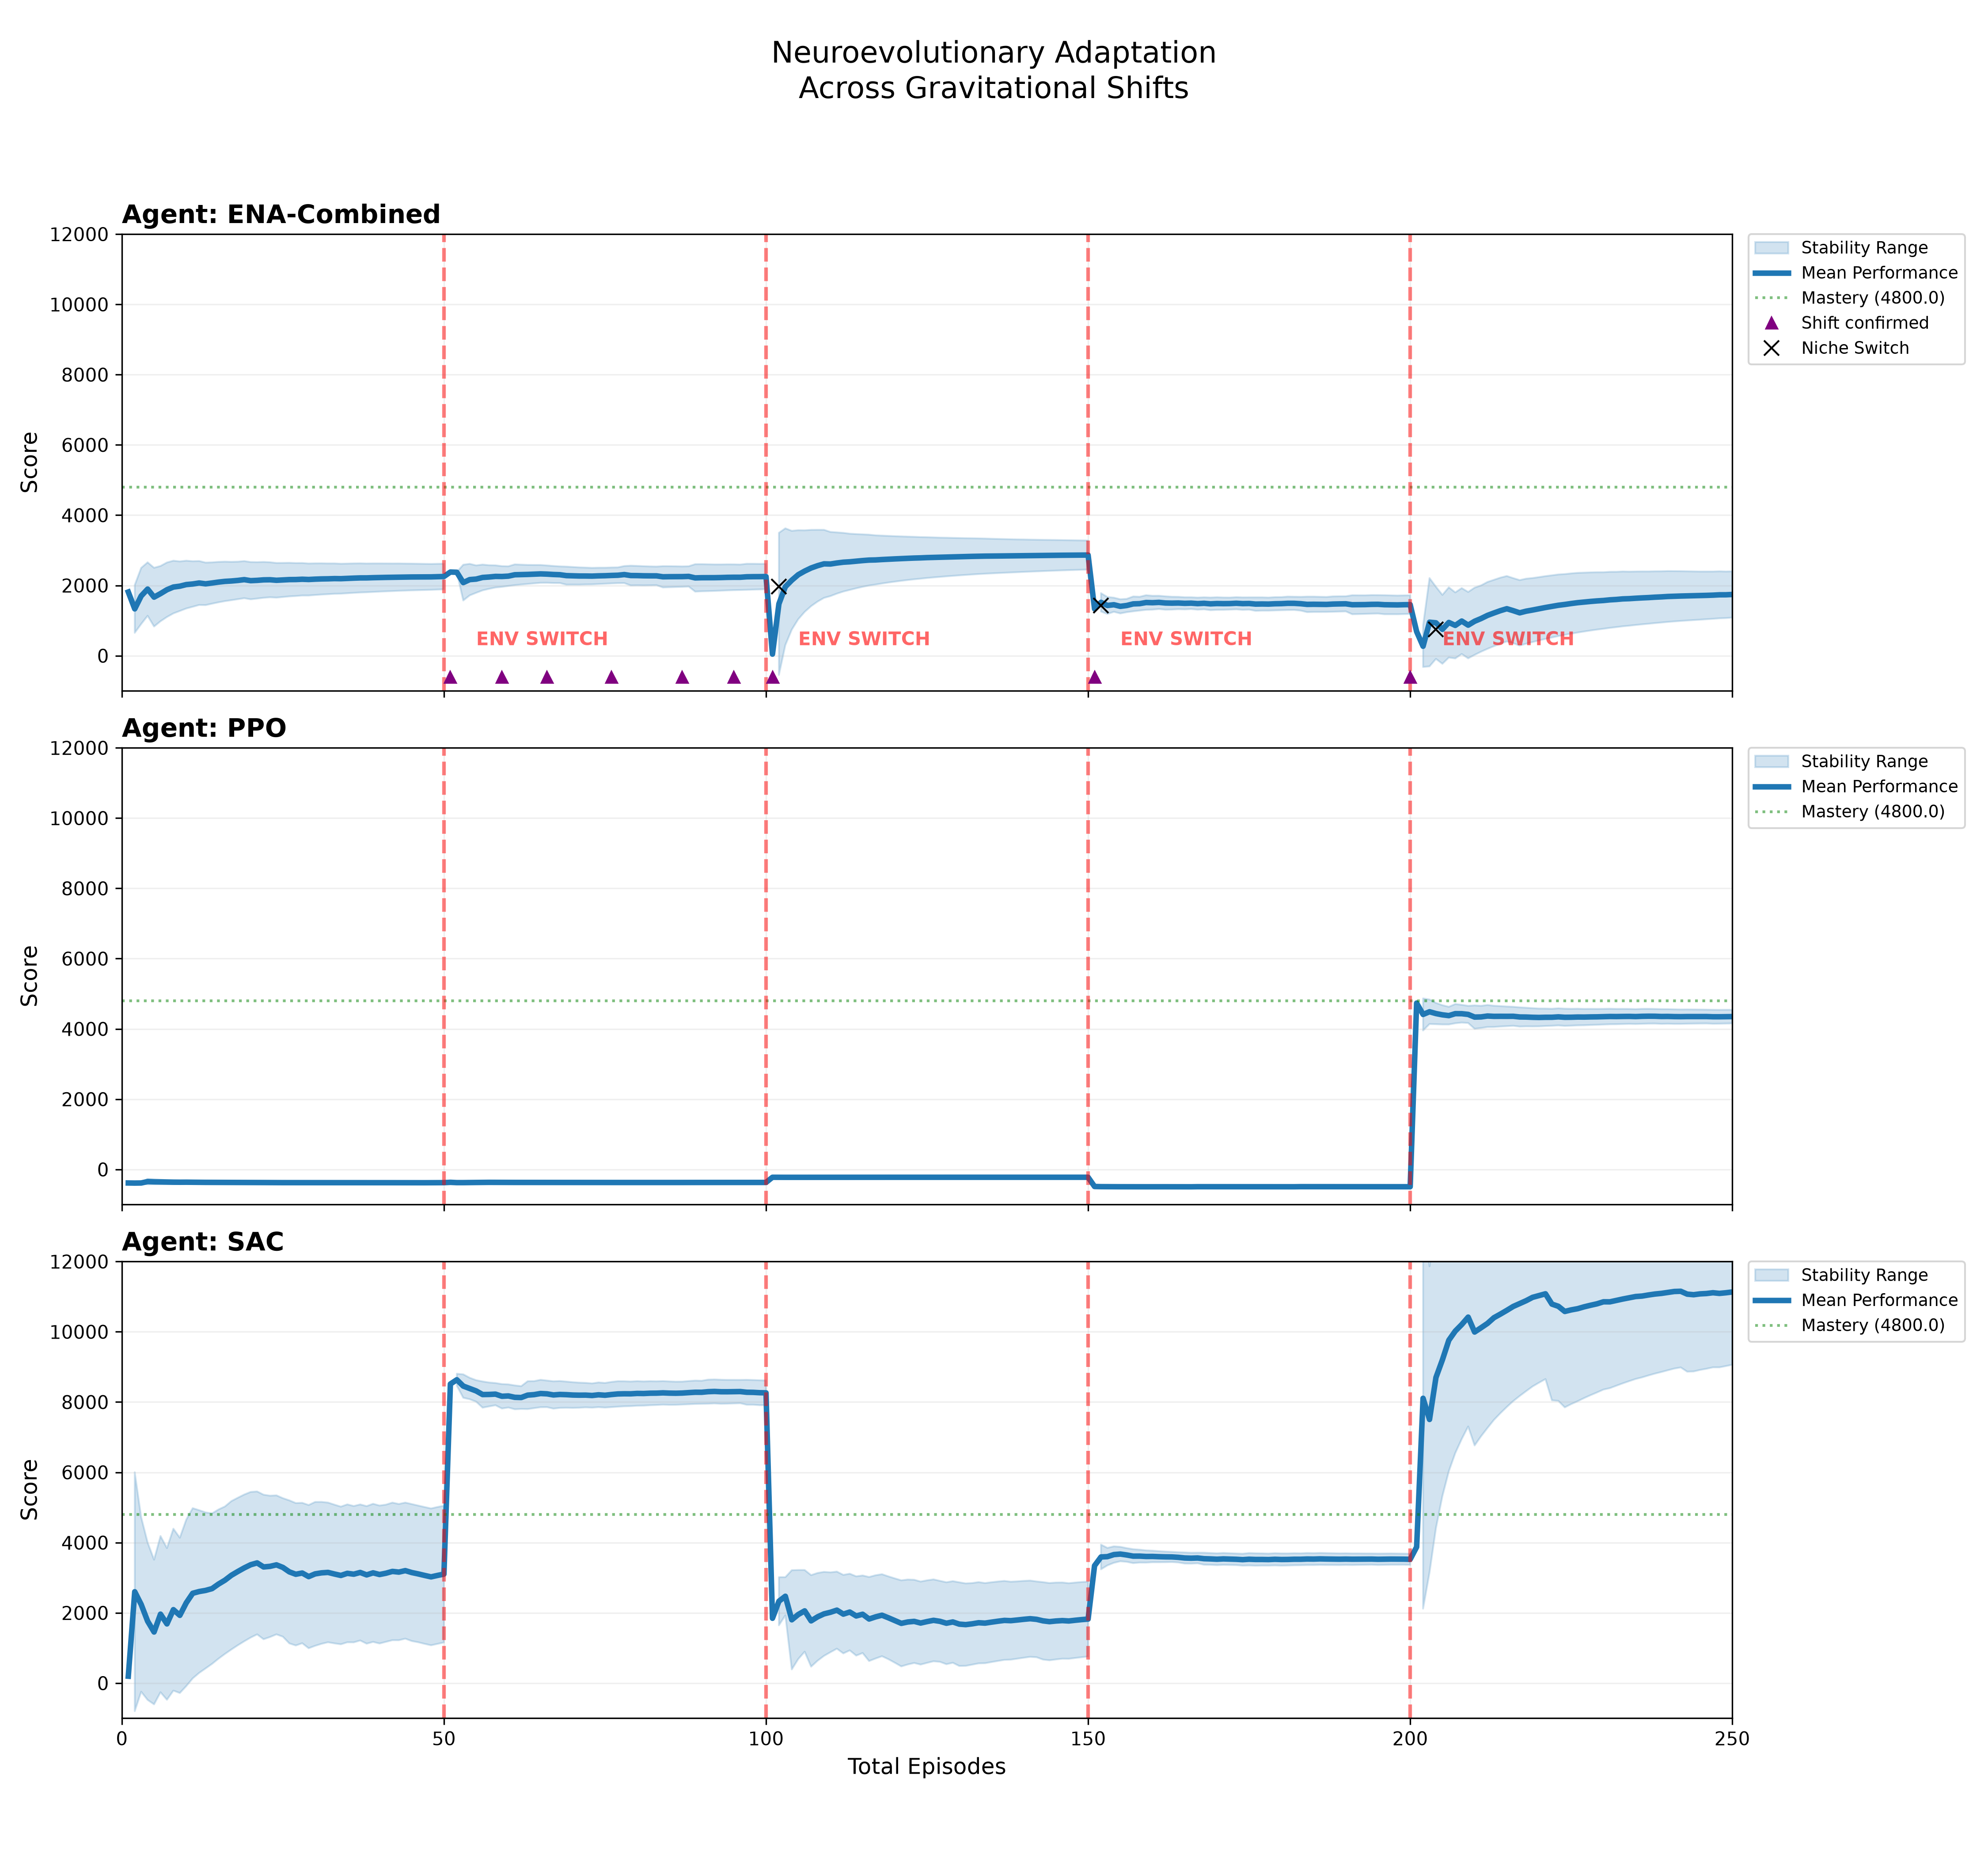 Neuroevolutionary Adaptation
Across Gravitational Shifts
Agent: ENA-Combined
12000
10000
8000
6000
4000
2000
0
Score
ENV SWITCH
ENV SWITCH
ENV SWITCH
ENV SWITCH
Stability Range
Mean Performance
Mastery (4800.0)
Shift confirmed
Niche Switch
Agent: PPO
12000
10000
8000
6000
4000
2000
0
Score
Stability Range
Mean Performance
Mastery (4800.0)
Agent: SAC
12000
10000
8000
6000
4000
2000
0
Score
Stability Range
Mean Performance
Mastery (4800.0)
0
50
100
150
200
250
Total Episodes